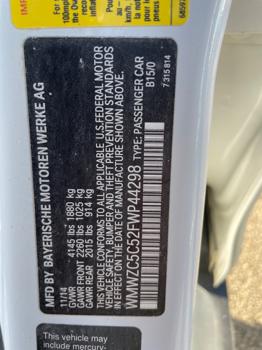 MFD BY BAYERISCHE MOTOREN WERKE AG
11/14
GVWR 4145 lbs 1880 kg
GAWR FRONT 2260 lbs 1025 kg
GAWR REAR 2015 lbs 914 kg
THIS VEHICLE CONFORMS TO ALL APPLICABLE U.S. FEDERAL MOTOR
VEHICLE SAFETY, BUMPER, AND THEFT PREVENTION STANDARDS IN
EFFECT ON THE DATE OF MANUFACTURE SHOWN ABOVE.
WMWZC5C52FWP44298 TYPE: PASSENGER CAR
B15/0
7 315 814
This vehicle may
include mercury-